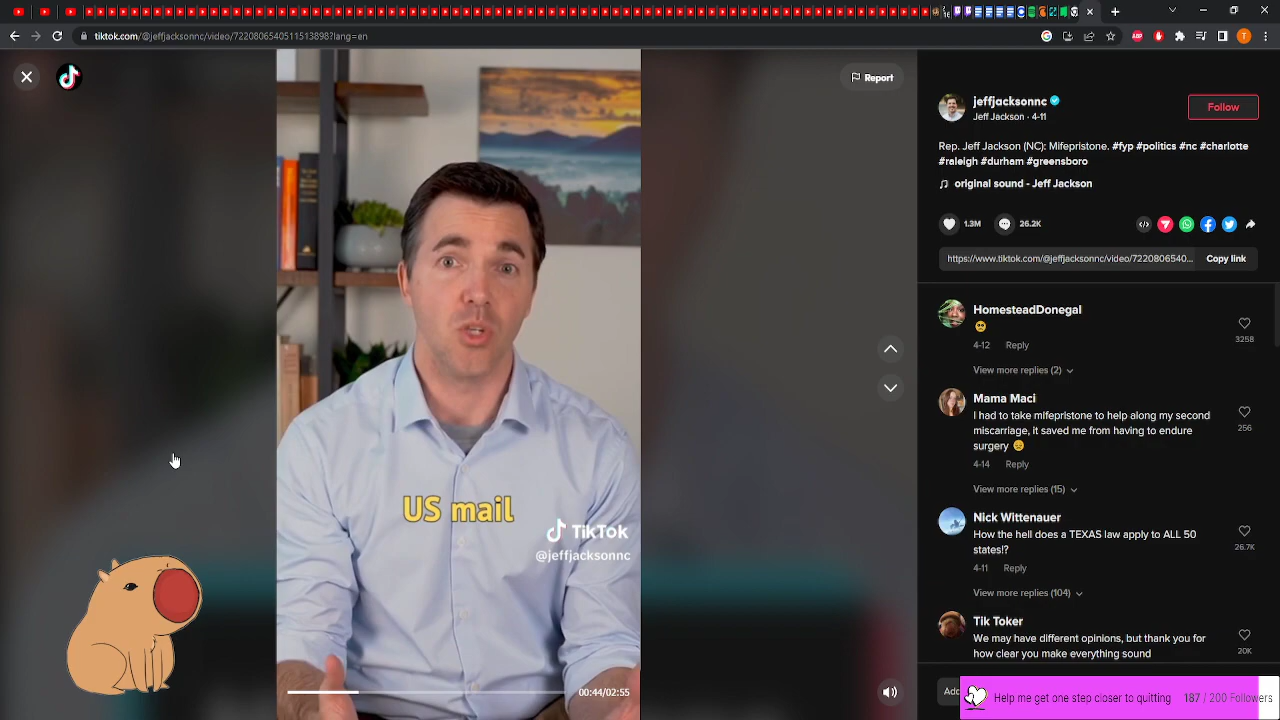 tiktok.com/@jeffjacksonnc/video/7220806540511513898?lang=en
Report
US mail
TikTok
@jeffjacksonnc
00:44/02:55
jeffjacksonnc
Jeff Jackson · 4-11
Follow
Rep. Jeff Jackson (NC): Mifepristone. #fyp #politics #nc #charlotte
#releigh #greensboro
original sound - Jeff Jackson
1.3M
26.2K
https://www.tiktok.com/@jeffjacksonnc/video/7220806540...
Copy link
HomesteadDonegal
4-12 Reply
3258
View more replies (2)
Mama Maci
I had to take mifepristone to help along my second
miscarriage, it saved me from having to endure
surgery
256
4-14 Reply
View more replies (15)
Nick Wittenauer
How the hell does a TEXAS law apply to ALL 50
states!?
26.7K
4-11 Reply
View more replies (104)
Tik Toker
We may have different opinions, but thank you for
how clear you make everything sound
20K
Helping one step closer to guitting 187 / 200 Followers